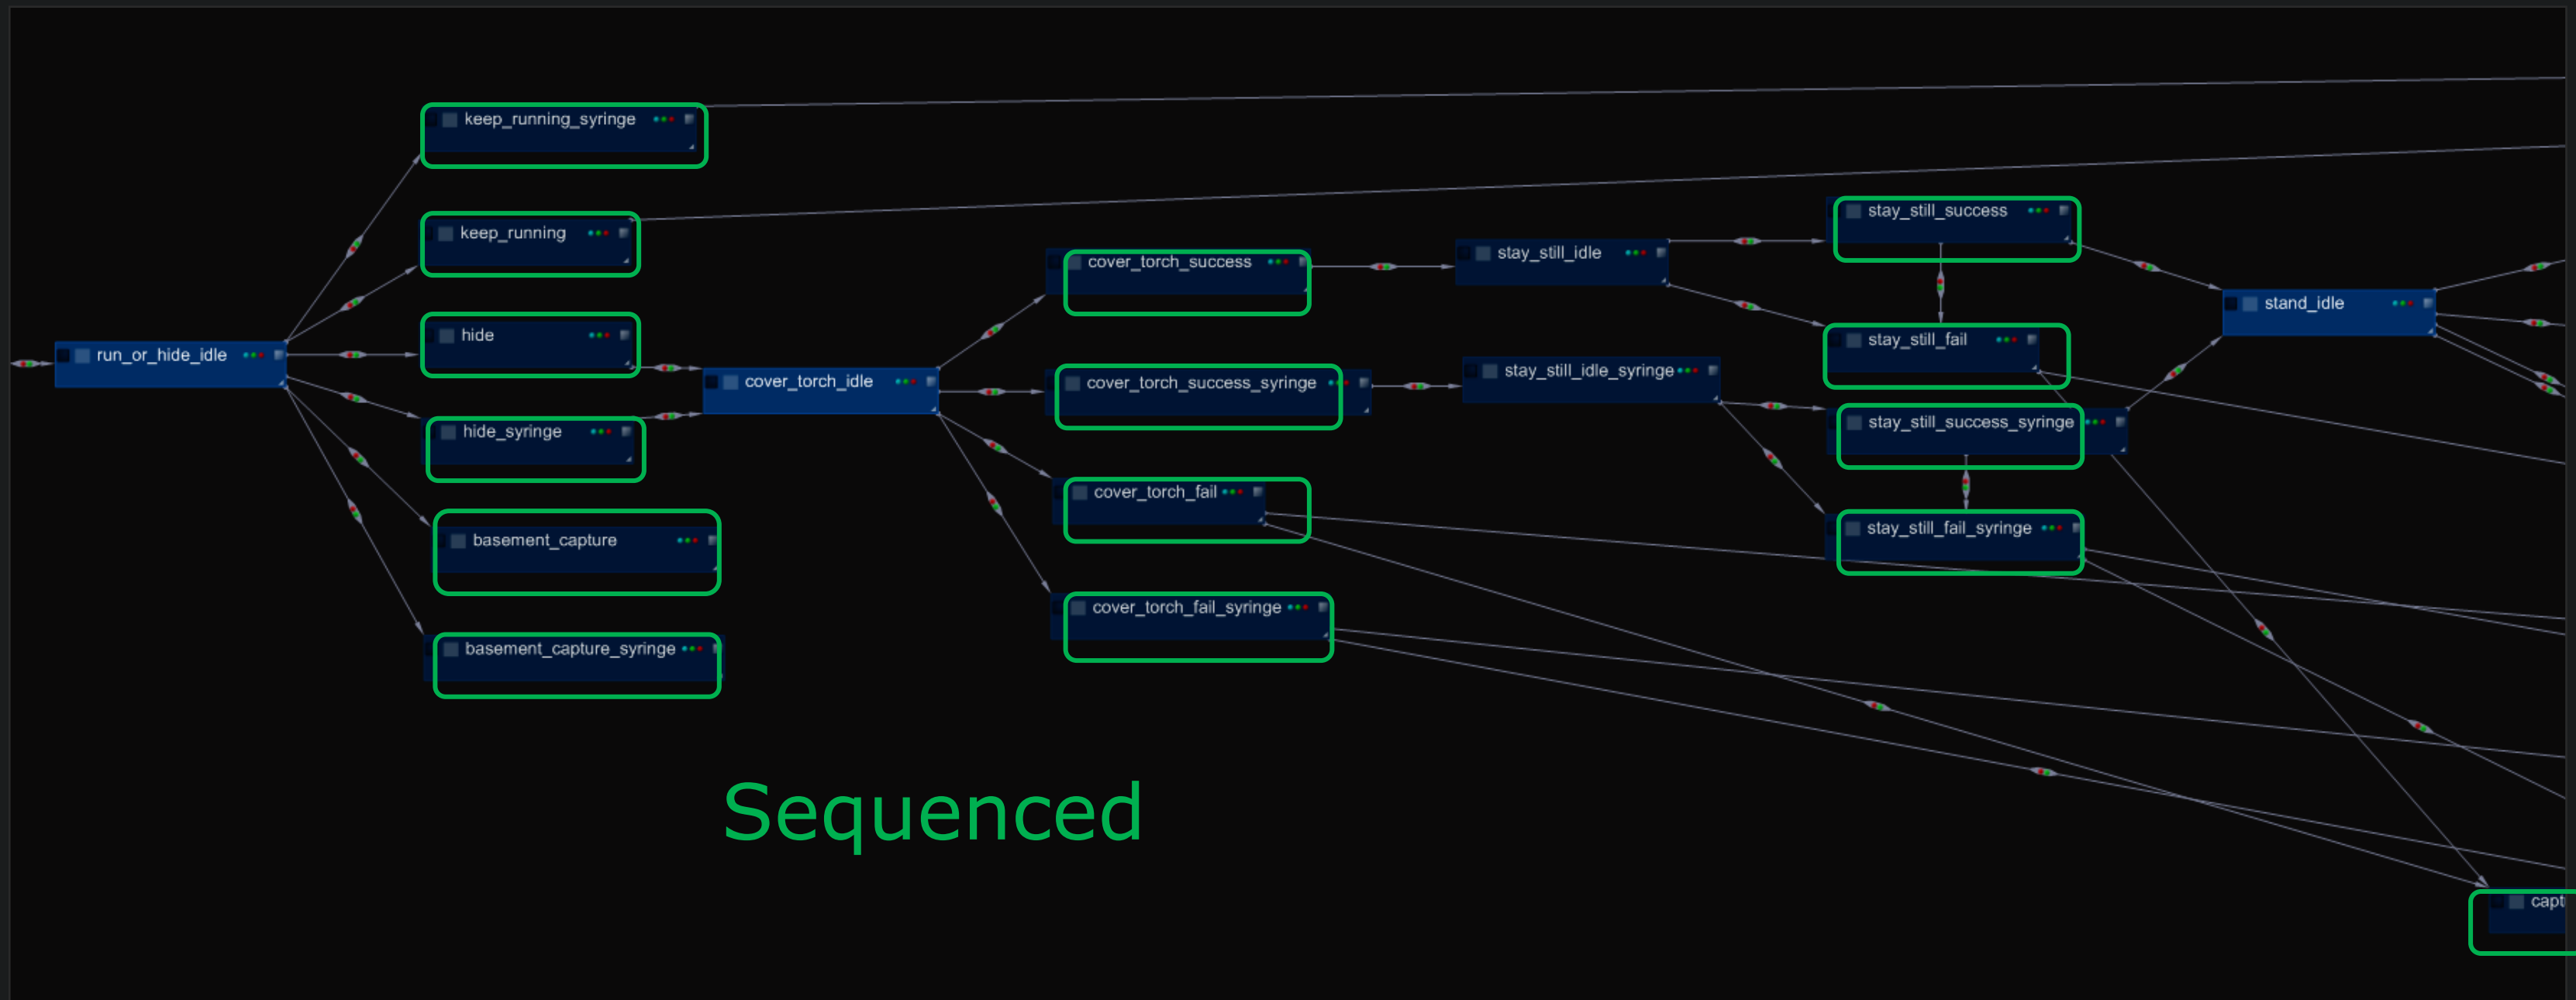 keep_running_syringe
keep_running
hide
run_or_hide_idle
hide_syringe
basement_capture
basement_capture_syringe
cover_torch_idle
cover_torch_success
cover_torch_success_syringe
cover_torch_fail
cover_torch_fail_syringe
stay_still_idle
stay_still_idle_syringe
stay_still_success
stay_still_fail
stay_still_success_syringe
stay_still_fail_syringe
stand_idle
Sequenced